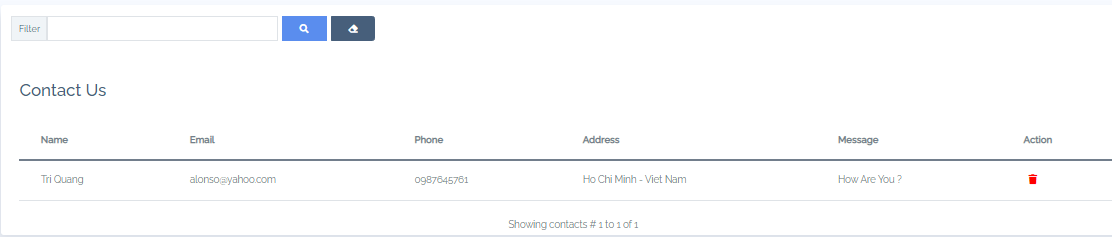 Filter
Contact Us
Name Email Phone Address Message Action
Tri Quang alonso@yahoo.com 0987645761 Ho Chi Minh - Viet Nam How Are You ?
Showing contacts # 1 to 1 of 1